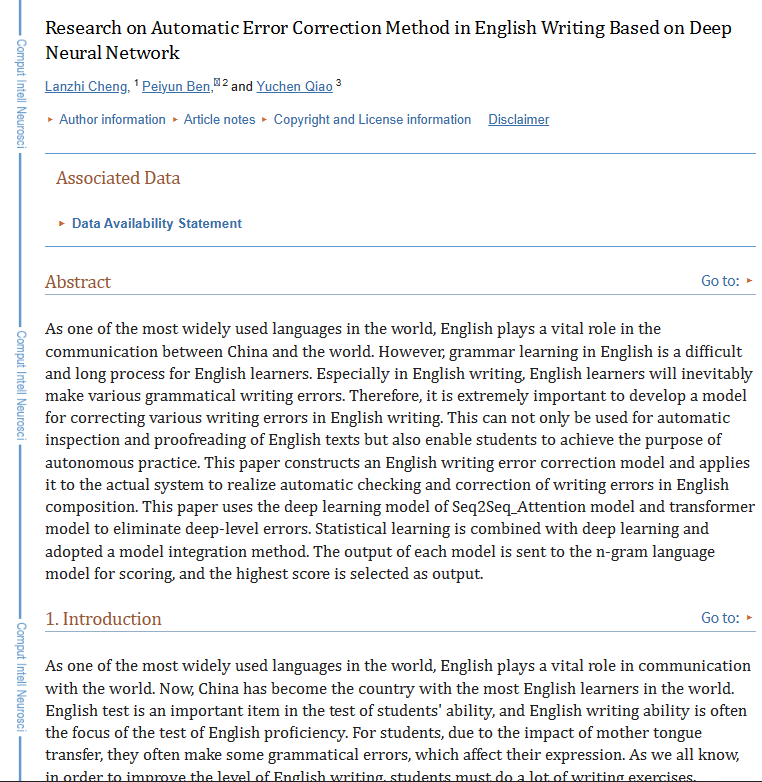 Research on Automatic Error Correction Method in English Writing Based on Deep
Neural Network
Lanzhi Cheng, 1 Peiyun Ben, 2 and Yuchen Qiao 3
Author information Article notes Copyright and License information Disclaimer
Associated Data
Data Availability Statement
Abstract Go to:
As one of the most widely used languages in the world, English plays a vital role in the
communication between China and the world. However, grammar learning in English is a difficult
and long process for English learners. Especially in English writing, English learners will inevitably
make various grammatical writing errors. Therefore, it is extremely important to develop a model
for correcting various writing errors in English writing. This can not only be used for automatic
inspection and proofreading of English texts but also enable students to achieve the purpose of
autonomous practice. This paper constructs an English writing error correction model and applies
it to the actual system to realize automatic checking and correction of writing errors in English
composition. This paper uses the deep learning model of Seq2Seq_Attention model and transformer
model to eliminate deep-level errors. Statistical learning is combined with deep learning and
adopted a model integration method. The output of each model is sent to the n-gram language
model for scoring, and the highest score is selected as output.
1. Introduction Go to:
As one of the most widely used languages in the world, English plays a vital role in communication
with the world. Now, China has become the country with the most English learners in the world.
English test is an important item in the test of students' ability, and English writing ability is often
the focus of the test of English proficiency. For students, due to the impact of mother tongue
transfer, they often make some grammatical errors, which affect their expression. As we all know,
in order to improve the level of English writing, students must do a lot of writing exercises.
Comput Intell Neurosci
Comput Intell Neurosci
Comput Intell Neurosci